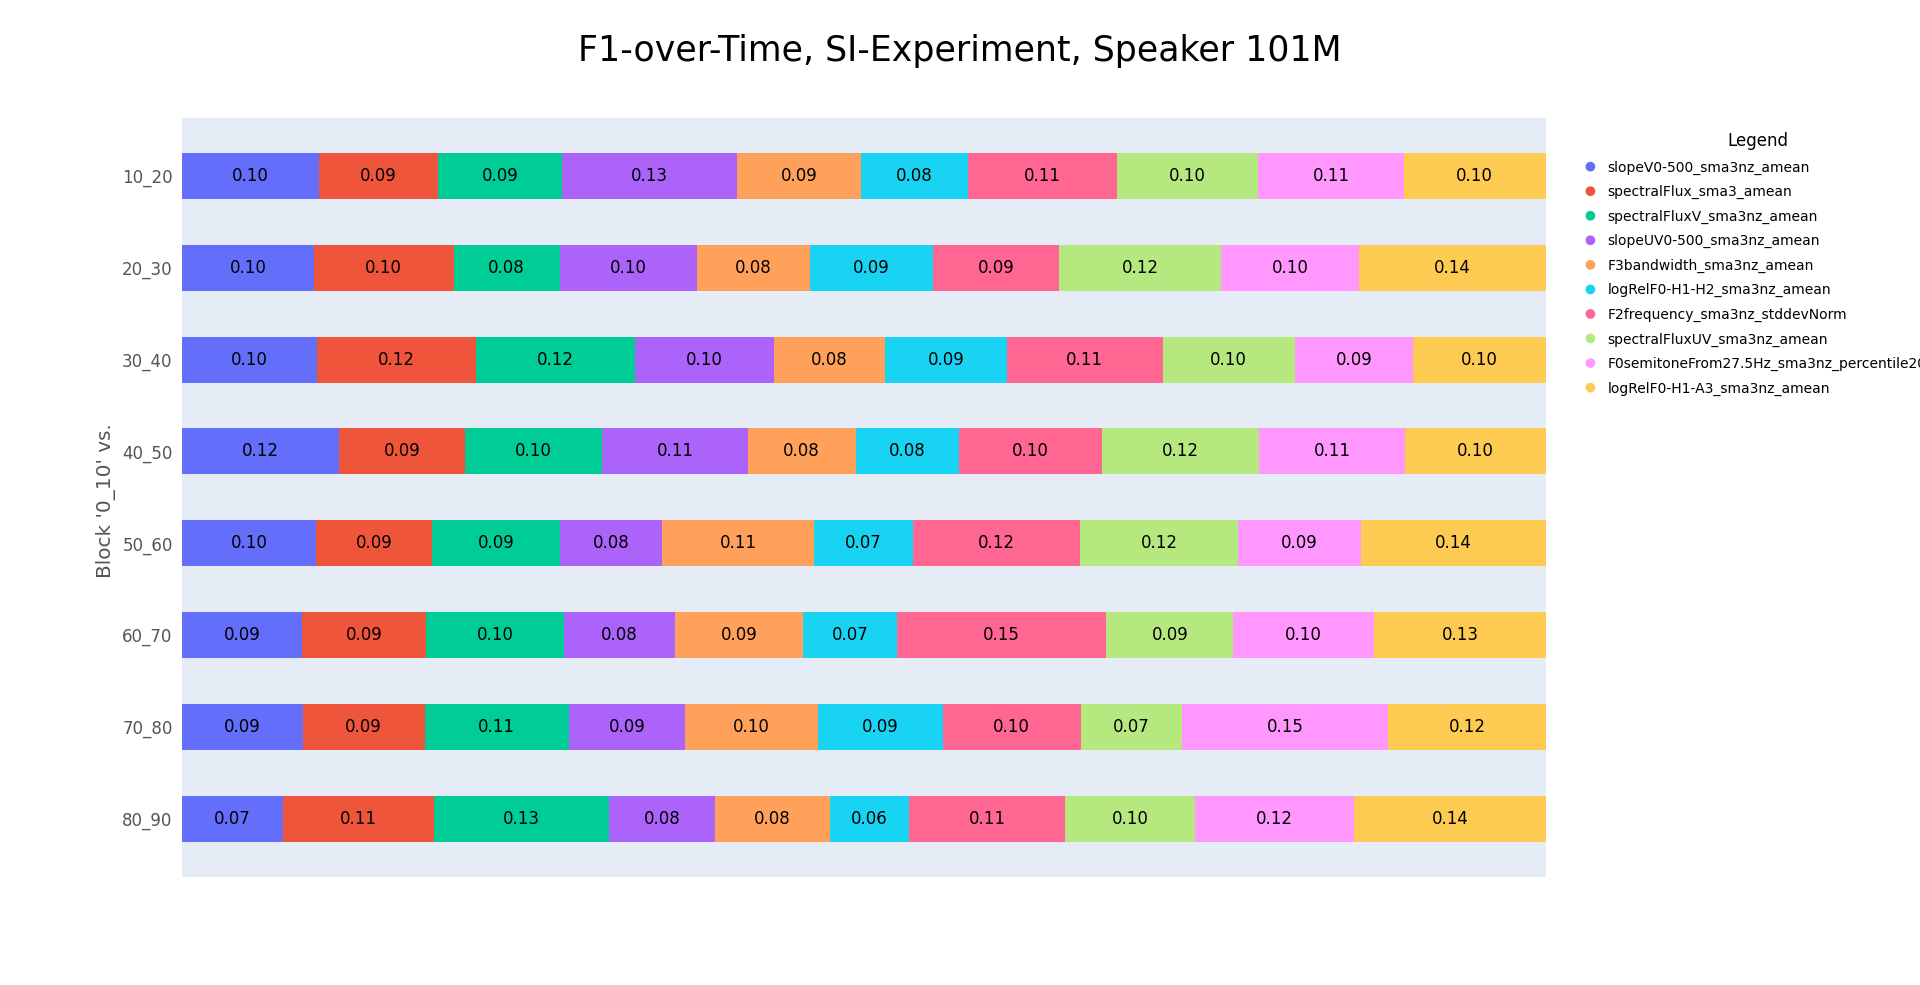 F1-over-Time, SI-Experiment, Speaker 101M
Legend
slopeV0-500_sma3nz_amean
spectralFlux_sma3_amean
spectralFluxV_sma3nz_amean
slopeUV0-500_sma3nz_amean
F3bandwidth_sma3nz_amean
logRelF0-H1-H2_sma3nz_amean
F2frequency_sma3nz_stddevNorm
spectralFluxUV_sma3nz_amean
F0semitoneFrom27.5Hz_sma3nz_percentile20
logRelF0-H1-A3_sma3nz_amean
Block '0_10' vs.
10_20 0.10 0.09 0.09 0.13 0.09 0.08 0.11 0.10 0.11 0.10
20_30 0.10 0.10 0.08 0.10 0.08 0.09 0.09 0.12 0.10 0.14
30_40 0.10 0.12 0.12 0.10 0.08 0.09 0.11 0.10 0.09 0.10
40_50 0.12 0.09 0.10 0.11 0.08 0.08 0.10 0.12 0.11 0.10
50_60 0.10 0.09 0.09 0.08 0.11 0.07 0.12 0.12 0.09 0.14
60_70 0.09 0.09 0.10 0.08 0.09 0.07 0.15 0.09 0.10 0.13
70_80 0.09 0.09 0.11 0.09 0.10 0.09 0.10 0.07 0.15 0.12
80_90 0.07 0.11 0.13 0.08 0.08 0.06 0.11 0.10 0.12 0.14